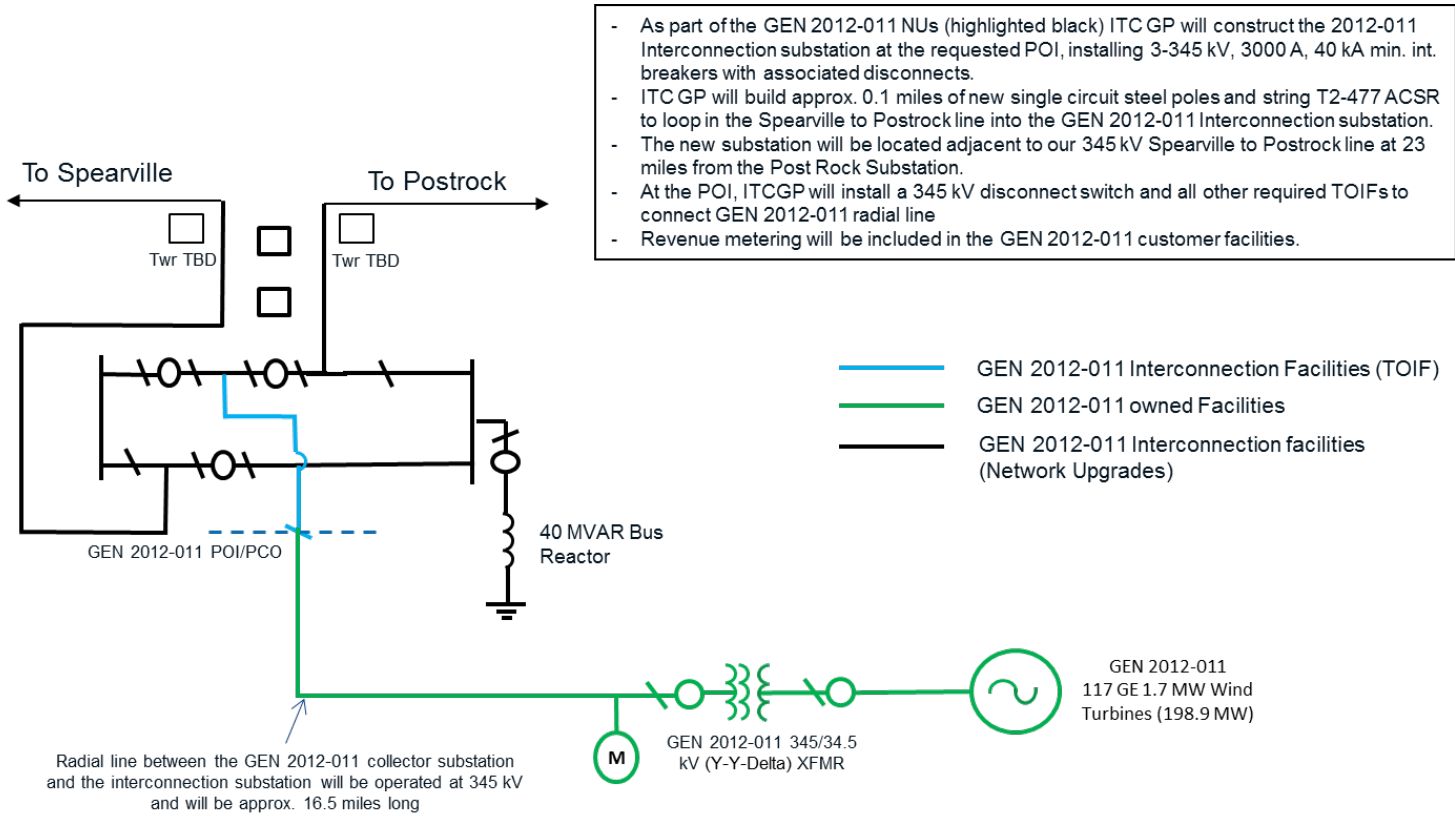 - As part of the GEN 2012-011 NUs (highlighted black) ITC GP will construct the 2012-011
Interconnection substation at the requested POI, installing 3-345 kV, 3000 A, 40 kA min. int.
breakers with associated disconnects.
- ITC GP will build approx. 0.1 miles of new single circuit steel poles and string T2-477 ACSR
to loop in the Spearville to Postrock line into the GEN 2012-011 Interconnection substation.
- The new substation will be located adjacent to our 345 kV Spearville to Postrock line at 23
miles from the Post Rock Substation.
- At the POI, ITCGP will install a 345 kV disconnect switch and all other required TOIFs to
connect GEN 2012-011 radial line
- Revenue metering will be included in the GEN 2012-011 customer facilities.
To Spearville
To Postrock
Twr TBD
Twr TBD
GEN 2012-011 Interconnection Facilities (TOIF)
GEN 2012-011 owned Facilities
GEN 2012-011 Interconnection facilities
(Network Upgrades)
GEN 2012-011 POI/PCO
40 MVAR Bus
Reactor
GEN 2012-011
117 GE 1.7 MW Wind
Turbines (198.9 MW)
M
GEN 2012-011 345/34.5
kV (Y-Y-Delta) XFMR
Radial line between the GEN 2012-011 collector substation
and the interconnection substation will be operated at 345 kV
and will be approx. 16.5 miles long